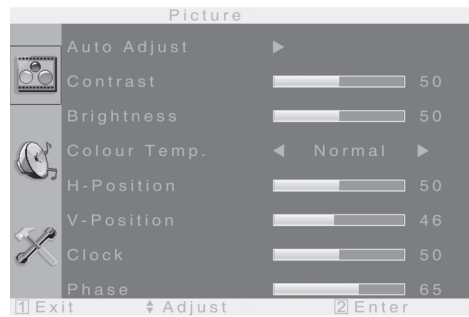 Picture
Auto Adjust
Contrast 50
Brightness 50
Colour Temp. Normal
H-Position 50
V-Position 46
Clock 50
Phase 65
1 Exit Adjust 2 Enter